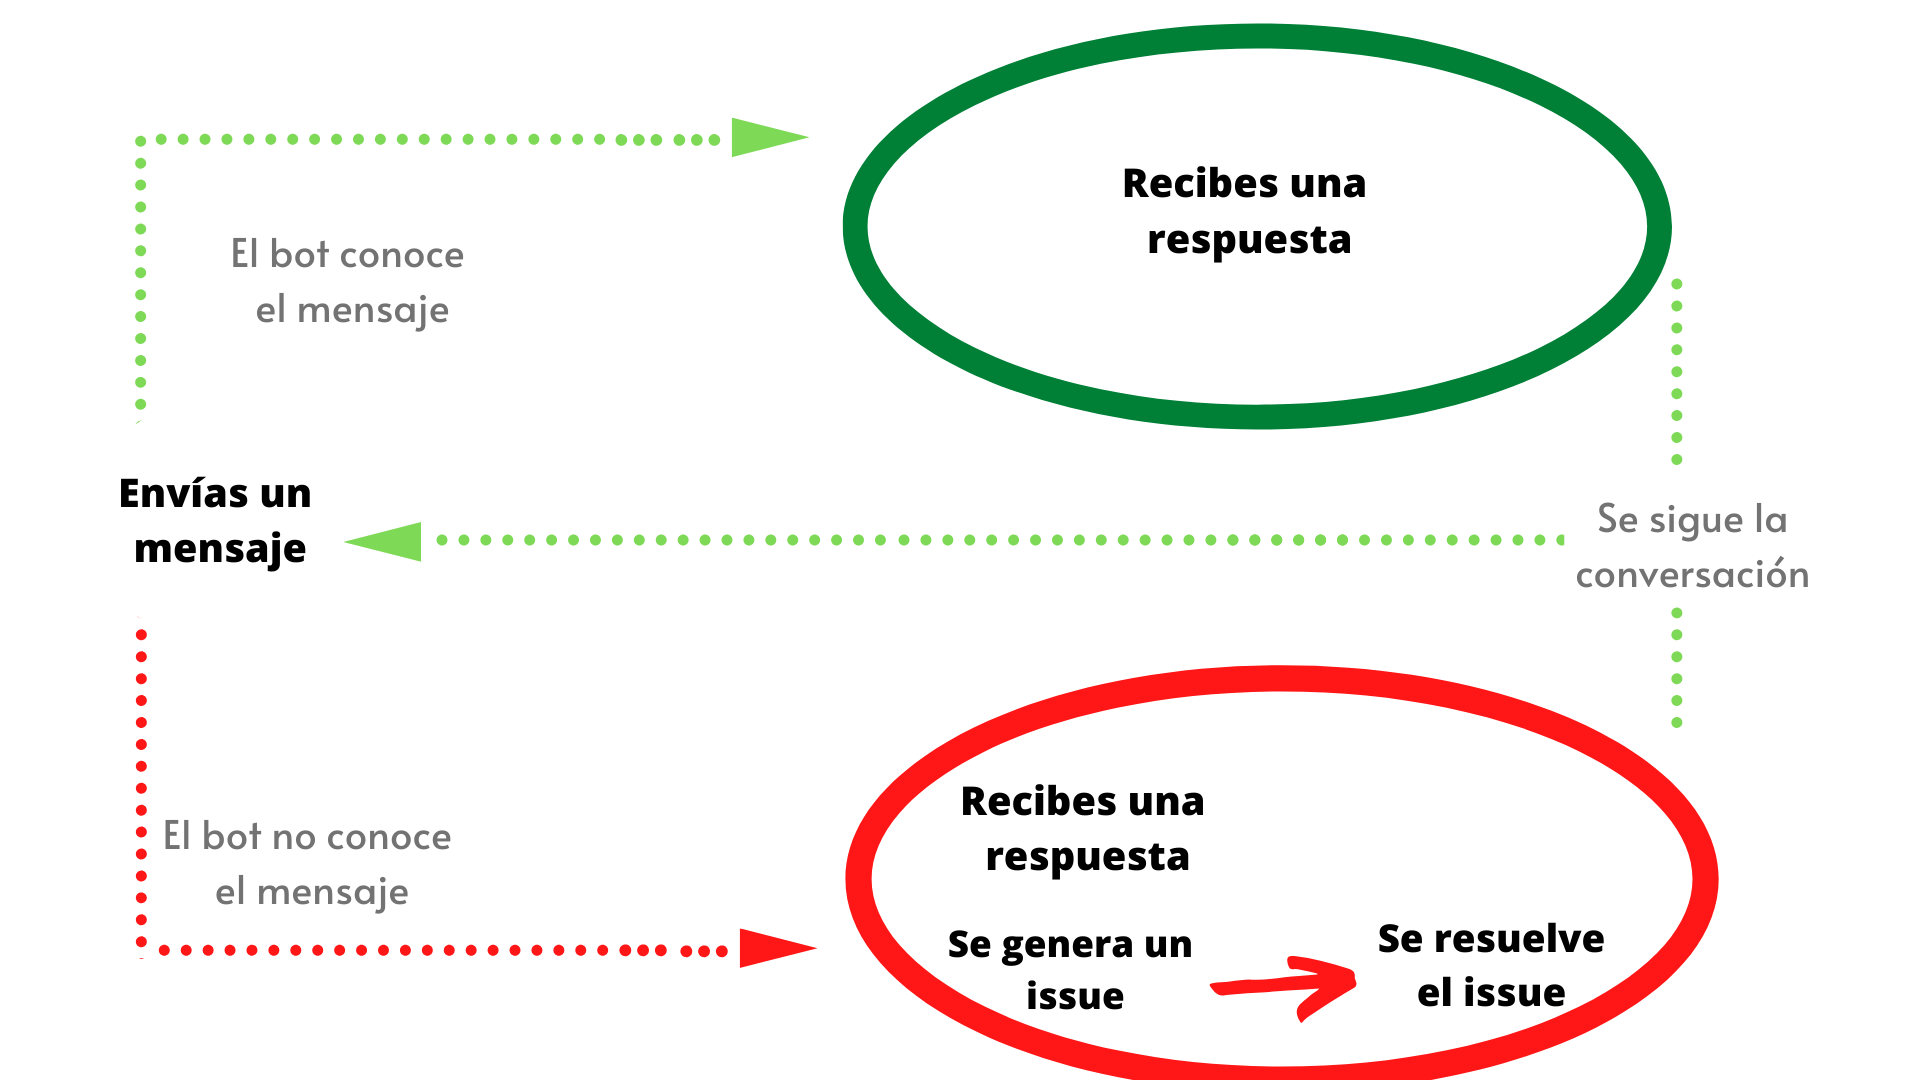 Recibes una
respuesta
El bot conoce
el mensaje
Envías un
mensaje
Se sigue la
conversación
El bot no conoce
el mensaje
Recibes una
respuesta
Se genera un
issue
Se resuelve
el issue